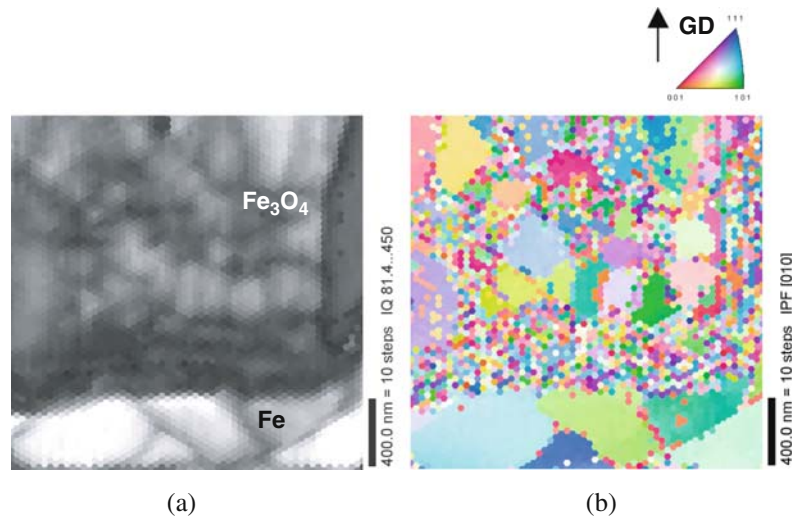 GD
111
001 101
Fe₃O₄
Fe
400.0 nm = 10 steps IQ 81.4...450
400.0 nm = 10 steps IPF [010]
(a)
(b)